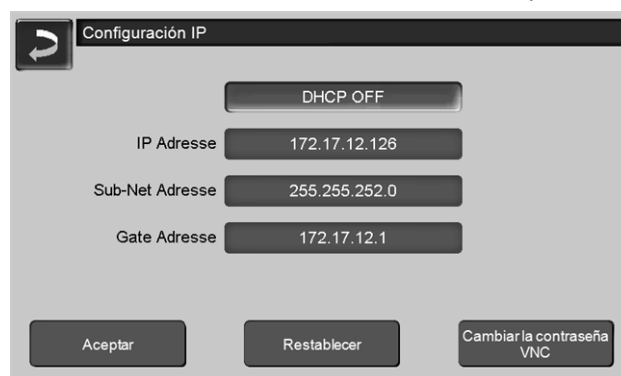 Configuración IP
DHCP OFF
IP Adresse 172.17.12.126
Sub-Net Adresse 255.255.252.0
Gate Adresse 172.17.12.1
Aceptar Restablecer Cambiar la contraseña
VNC